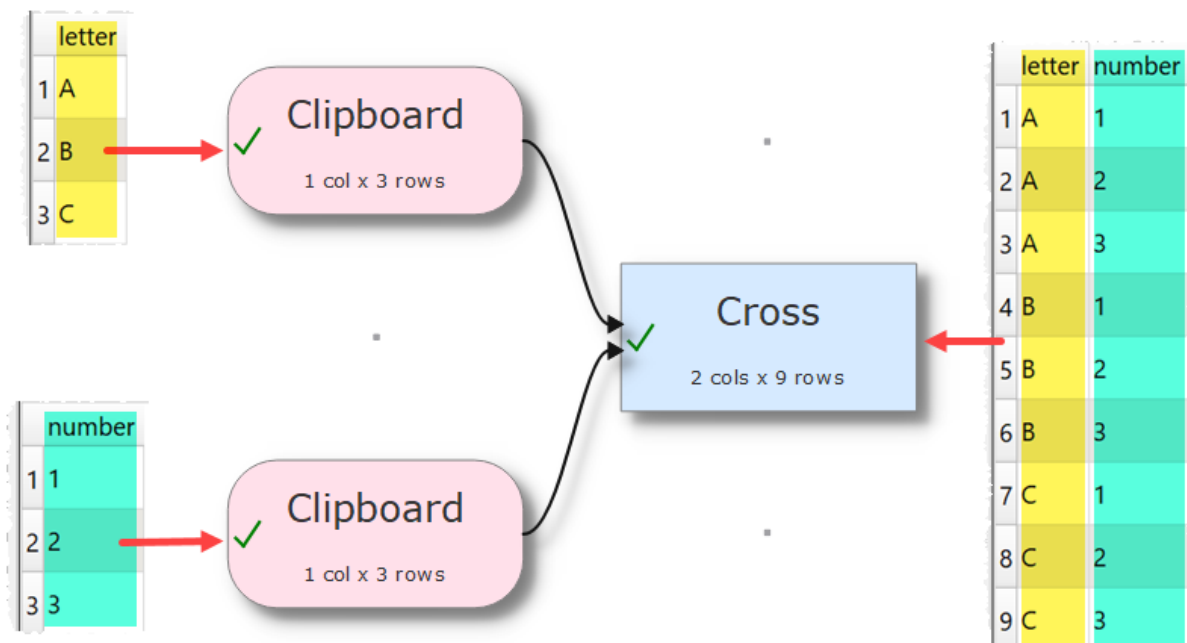 letter
1 A
2 B
3 C
Clipboard
1 col x 3 rows
number
1 1
2 2
3 3
Clipboard
1 col x 3 rows
Cross
2 cols x 9 rows
letter number
1 A 1
2 A 2
3 A 3
4 B 1
5 B 2
6 B 3
7 C 1
8 C 2
9 C 3